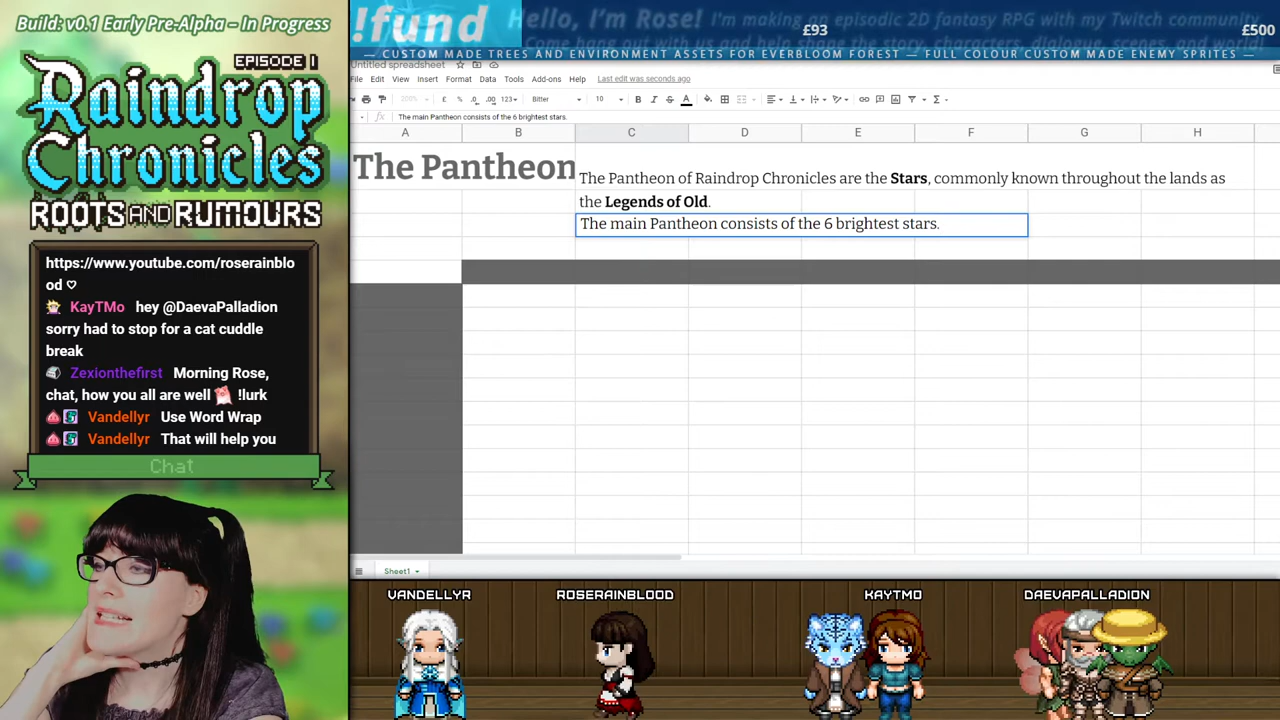 Build: v0.1 Early Pre-Alpha – In Progress
EPISODE I
Raindrop
Chronicles
ROOTS AND RUMOURS
!fund
Hello, I'm Rose! I'm making an episodic 2D fantasy RPG with my Twitch community
£93
£500
— CUSTOM MADE TREES AND ENVIRONMENT ASSETS FOR EVERBLOOM FOREST — FULL COLOUR CUSTOM MADE ENEMY SPRITES —
Untitled spreadsheet
File Edit View Insert Format Data Tools Add-ons Help Last edit was seconds ago
£ % .0 .00 123 Bitter 10 B I S A
fx The main Pantheon consists of the 6 brightest stars.
A B C D E F G H
The Pantheon
The Pantheon of Raindrop Chronicles are the Stars, commonly known throughout the lands as
the Legends of Old.
The main Pantheon consists of the 6 brightest stars.
https://www.youtube.com/roserainblo
od ♡
KayTMo hey @DaevaPalladion
sorry had to stop for a cat cuddle
break
Zexionthefirst Morning Rose,
chat, how you all are well !lurk
Vandellyr Use Word Wrap
Vandellyr That will help you
Chat
Sheet1
VANDELLYR
ROSERAINBLOOD
KAYTMO
DAEVAPALLADION